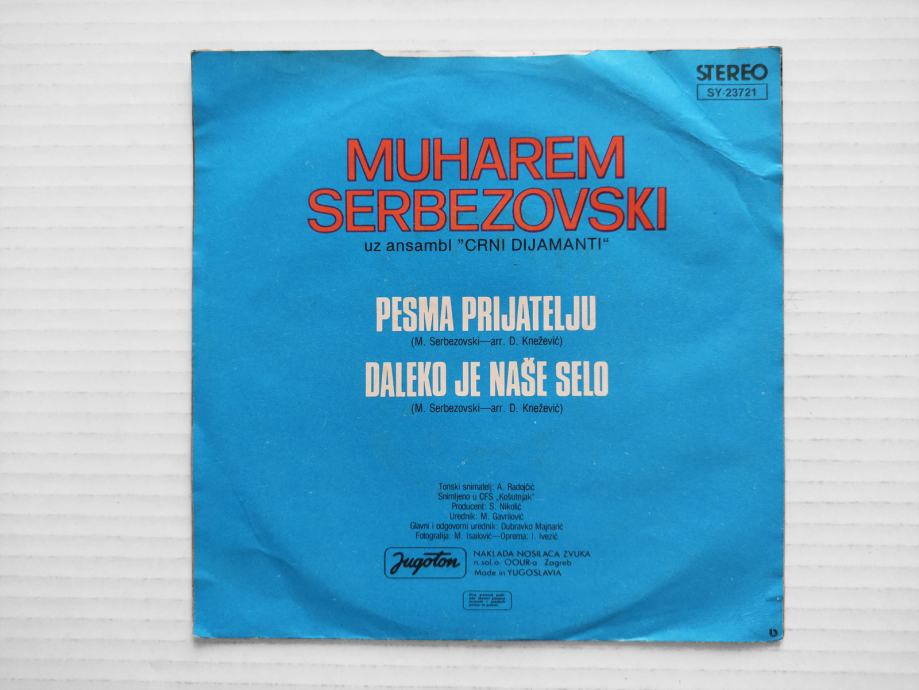 STEREO
SY-23721
MUHAREM
SERBEZOVSKI
uz ansambl "CRNI DIJAMANTI“
PESMA PRIJATELJU
(M. Serbezovski—arr. D. Knežević)
DALEKO JE NAŠE SELO
(M. Serbezovski—arr. D. Knežević)
Tonski snimatelj: A. Radojčić
Snimljeno u CFS „Košutnjak“
Producent: S. Nikolić
Urednik: M. Gavrilović
Glavni i odgovorni urednik: Dubravko Majnarić
Fotografija: M. Isailović—Oprema: I. Ivezić
Jugoton
NAKLADA NOSILACA ZVUKA
n.sol.o. OOUR-a Zagreb
Made in YUGOSLAVIA